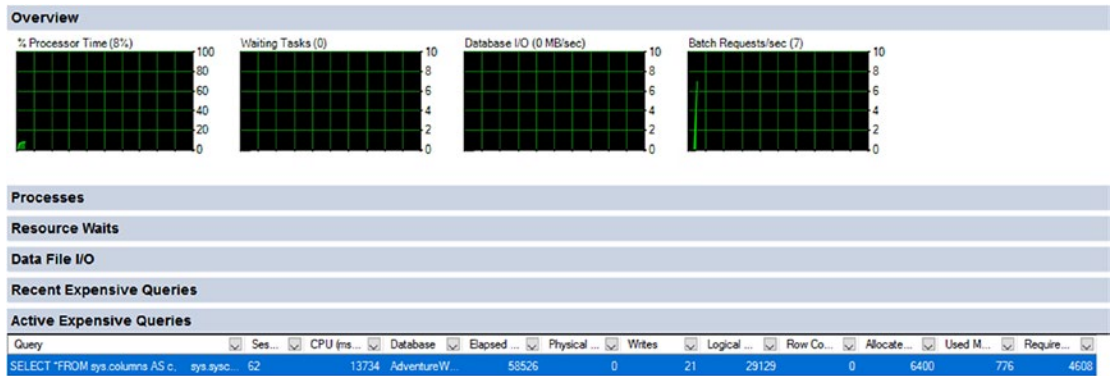 Overview
% Processor Time (8%)
100
80
60
40
20
0
Waiting Tasks (0)
10
8
6
4
2
0
Database I/O (0 MB/sec)
10
8
6
4
2
0
Batch Requests/sec (7)
10
8
6
4
2
0
Processes
Resource Waits
Data File I/O
Recent Expensive Queries
Active Expensive Queries
Query Ses... CPU (ms... Database Elapsed ... Physical ... Writes Logical ... Row Co... Allocate... Used M... Require...
SELECT *FROM sys.columns AS c, sys.sysc... 62 13734 AdventureW... 58526 0 21 29129 0 6400 776 4608